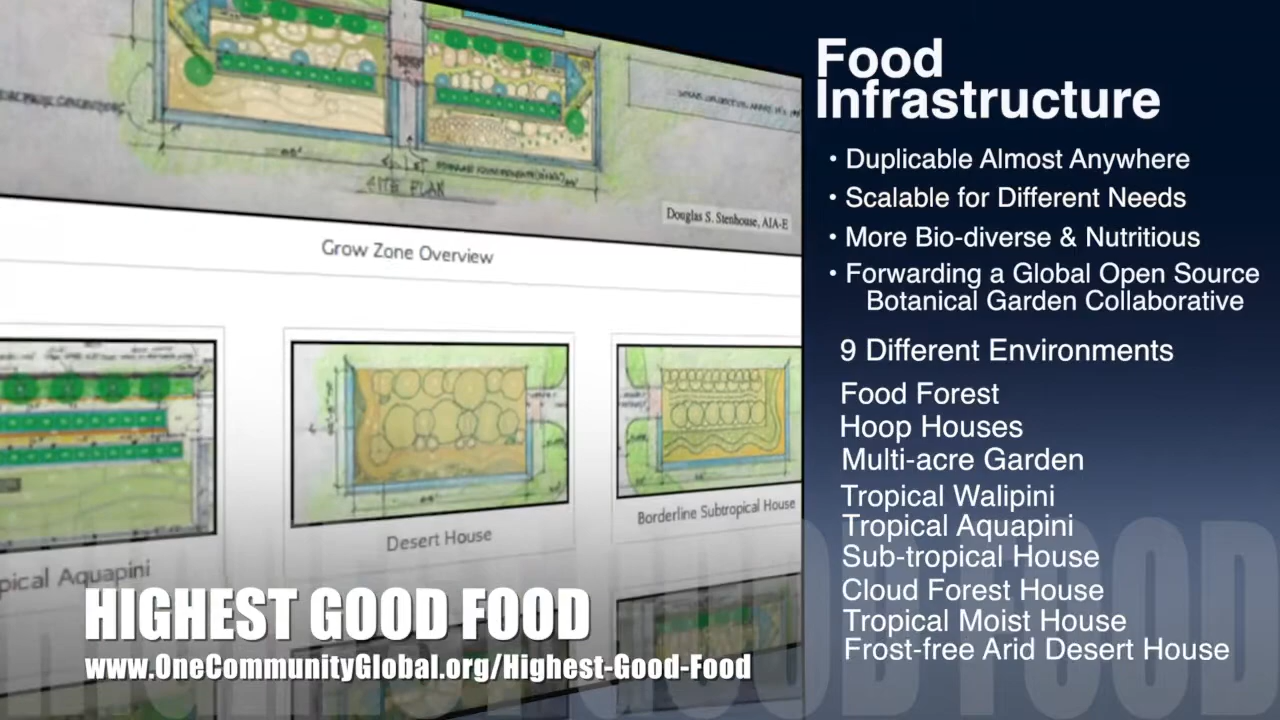 SITE PLAN
Douglas S. Stenhouse, AIA-E
Grow Zone Overview
pical Aquapini
Desert House
Borderline Subtropical House
HIGHEST GOOD FOOD
www.OneCommunityGlobal.org/Highest-Good-Food
Food
Infrastructure
• Duplicable Almost Anywhere
• Scalable for Different Needs
• More Bio-diverse & Nutritious
• Forwarding a Global Open Source
Botanical Garden Collaborative
9 Different Environments
Food Forest
Hoop Houses
Multi-acre Garden
Tropical Walipini
Tropical Aquapini
Sub-tropical House
Cloud Forest House
Tropical Moist House
Frost-free Arid Desert House
HIGHEST GOOD FOOD